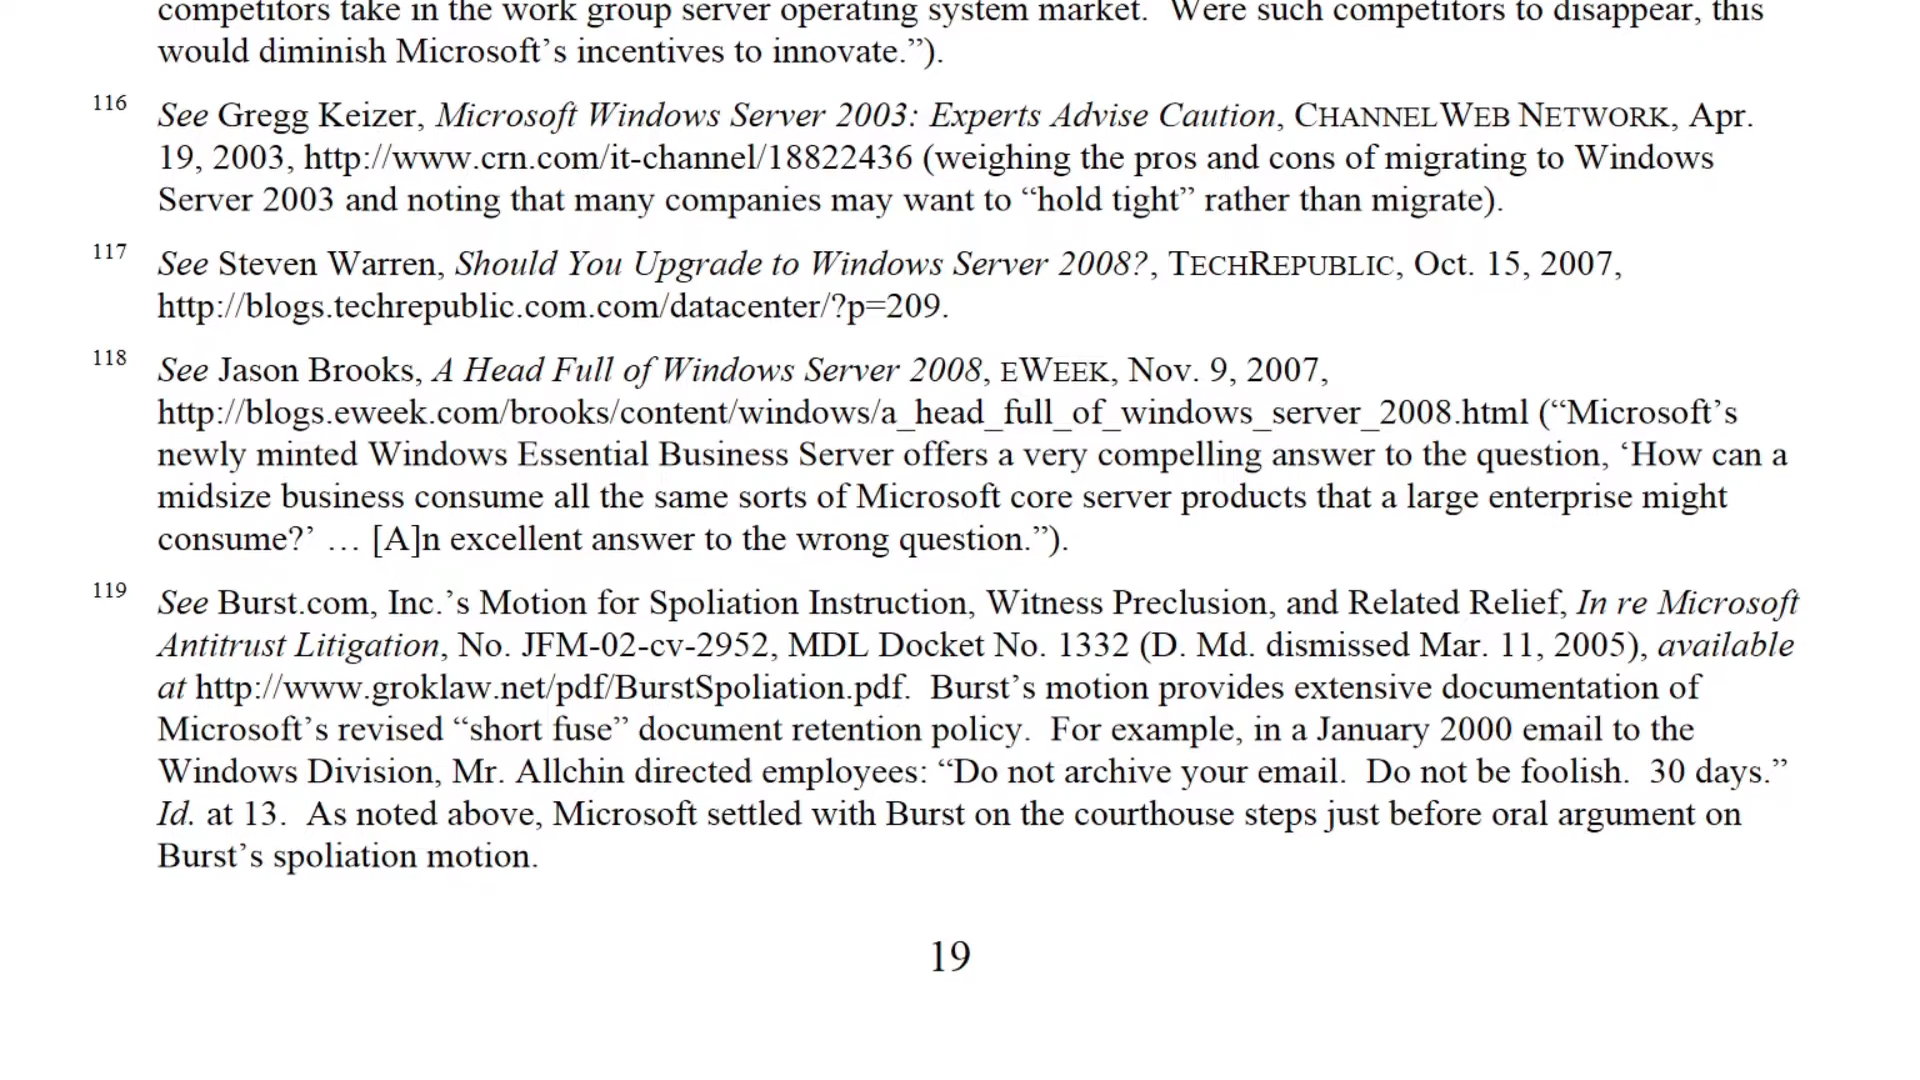 competitors take in the work group server operating system market.  Were such competitors to disappear, this
would diminish Microsoft’s incentives to innovate.”).
116 See Gregg Keizer, Microsoft Windows Server 2003: Experts Advise Caution, CHANNELWEB NETWORK, Apr.
19, 2003, http://www.crn.com/it-channel/18822436 (weighing the pros and cons of migrating to Windows
Server 2003 and noting that many companies may want to “hold tight” rather than migrate).
117 See Steven Warren, Should You Upgrade to Windows Server 2008?, TECHREPUBLIC, Oct. 15, 2007,
http://blogs.techrepublic.com.com/datacenter/?p=209.
118 See Jason Brooks, A Head Full of Windows Server 2008, EWEEK, Nov. 9, 2007,
http://blogs.eweek.com/brooks/content/windows/a_head_full_of_windows_server_2008.html (“Microsoft’s
newly minted Windows Essential Business Server offers a very compelling answer to the question, ‘How can a
midsize business consume all the same sorts of Microsoft core server products that a large enterprise might
consume?’ … [A]n excellent answer to the wrong question.”).
119 See Burst.com, Inc.’s Motion for Spoliation Instruction, Witness Preclusion, and Related Relief, In re Microsoft
Antitrust Litigation, No. JFM-02-cv-2952, MDL Docket No. 1332 (D. Md. dismissed Mar. 11, 2005), available
at http://www.groklaw.net/pdf/BurstSpoliation.pdf.  Burst’s motion provides extensive documentation of
Microsoft’s revised “short fuse” document retention policy.  For example, in a January 2000 email to the
Windows Division, Mr. Allchin directed employees: “Do not archive your email.  Do not be foolish.  30 days.”
Id. at 13.  As noted above, Microsoft settled with Burst on the courthouse steps just before oral argument on
Burst’s spoliation motion.
19